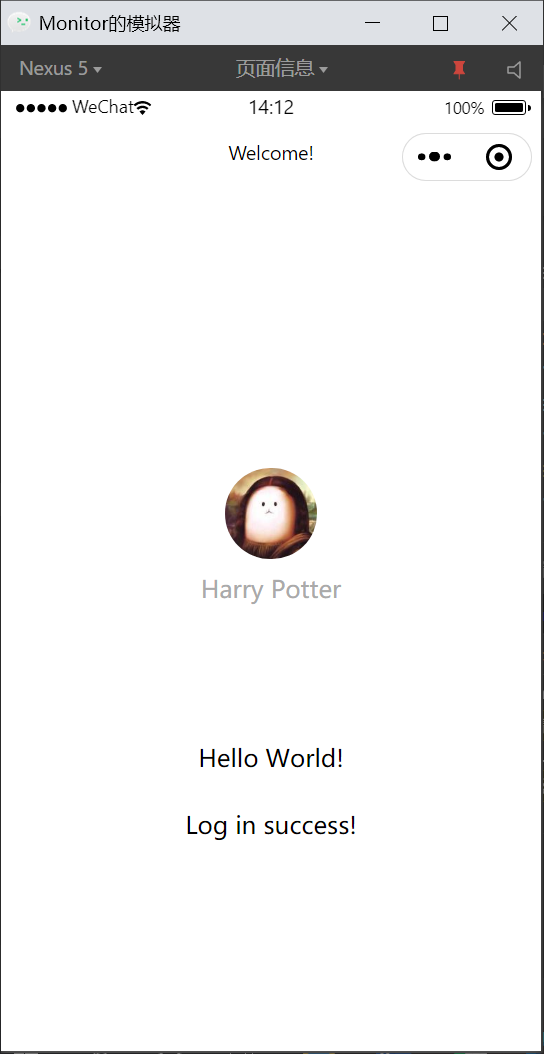 Monitor的模拟器
Nexus 5 页面信息
WeChat 14:12 100%
Welcome!
Harry Potter
Hello World!
Log in success!